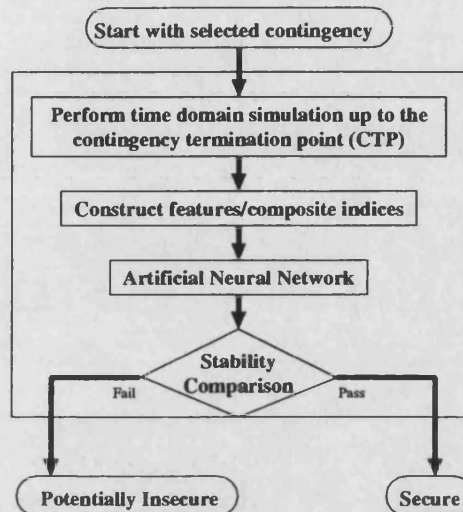 Start with selected contingency
Perform time domain simulation up to the
contingency termination point (CTP)
Construct features/composite indices
Artificial Neural Network
Stability
Comparison
Fail
Pass
Potentially Insecure
Secure